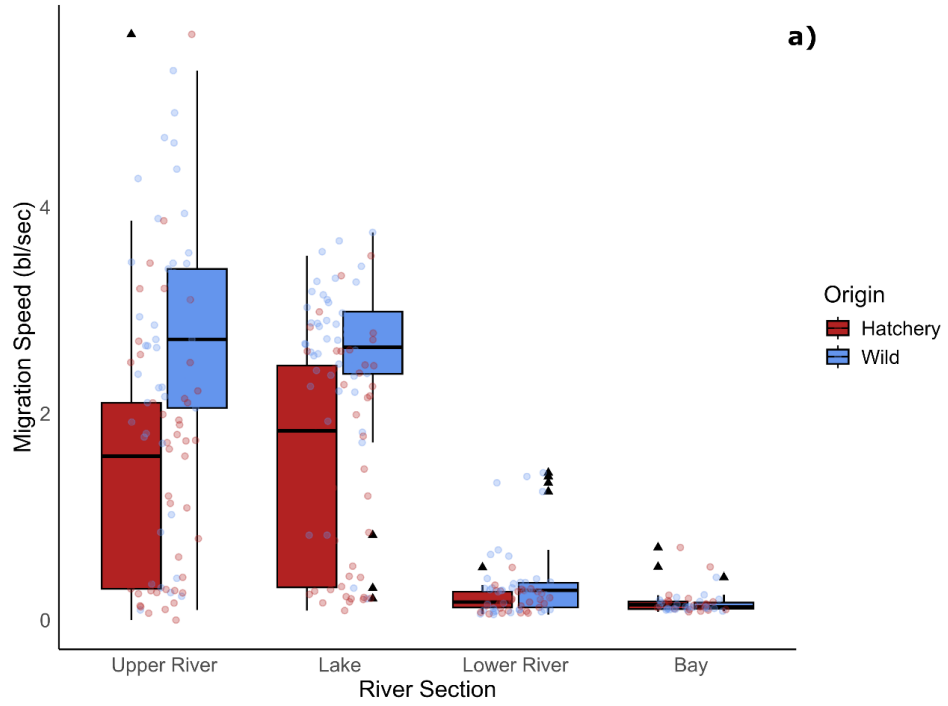 a)
Migration Speed (bl/sec)
4
2
0
Upper River
Lake
Lower River
Bay
River Section
Origin
Hatchery
Wild